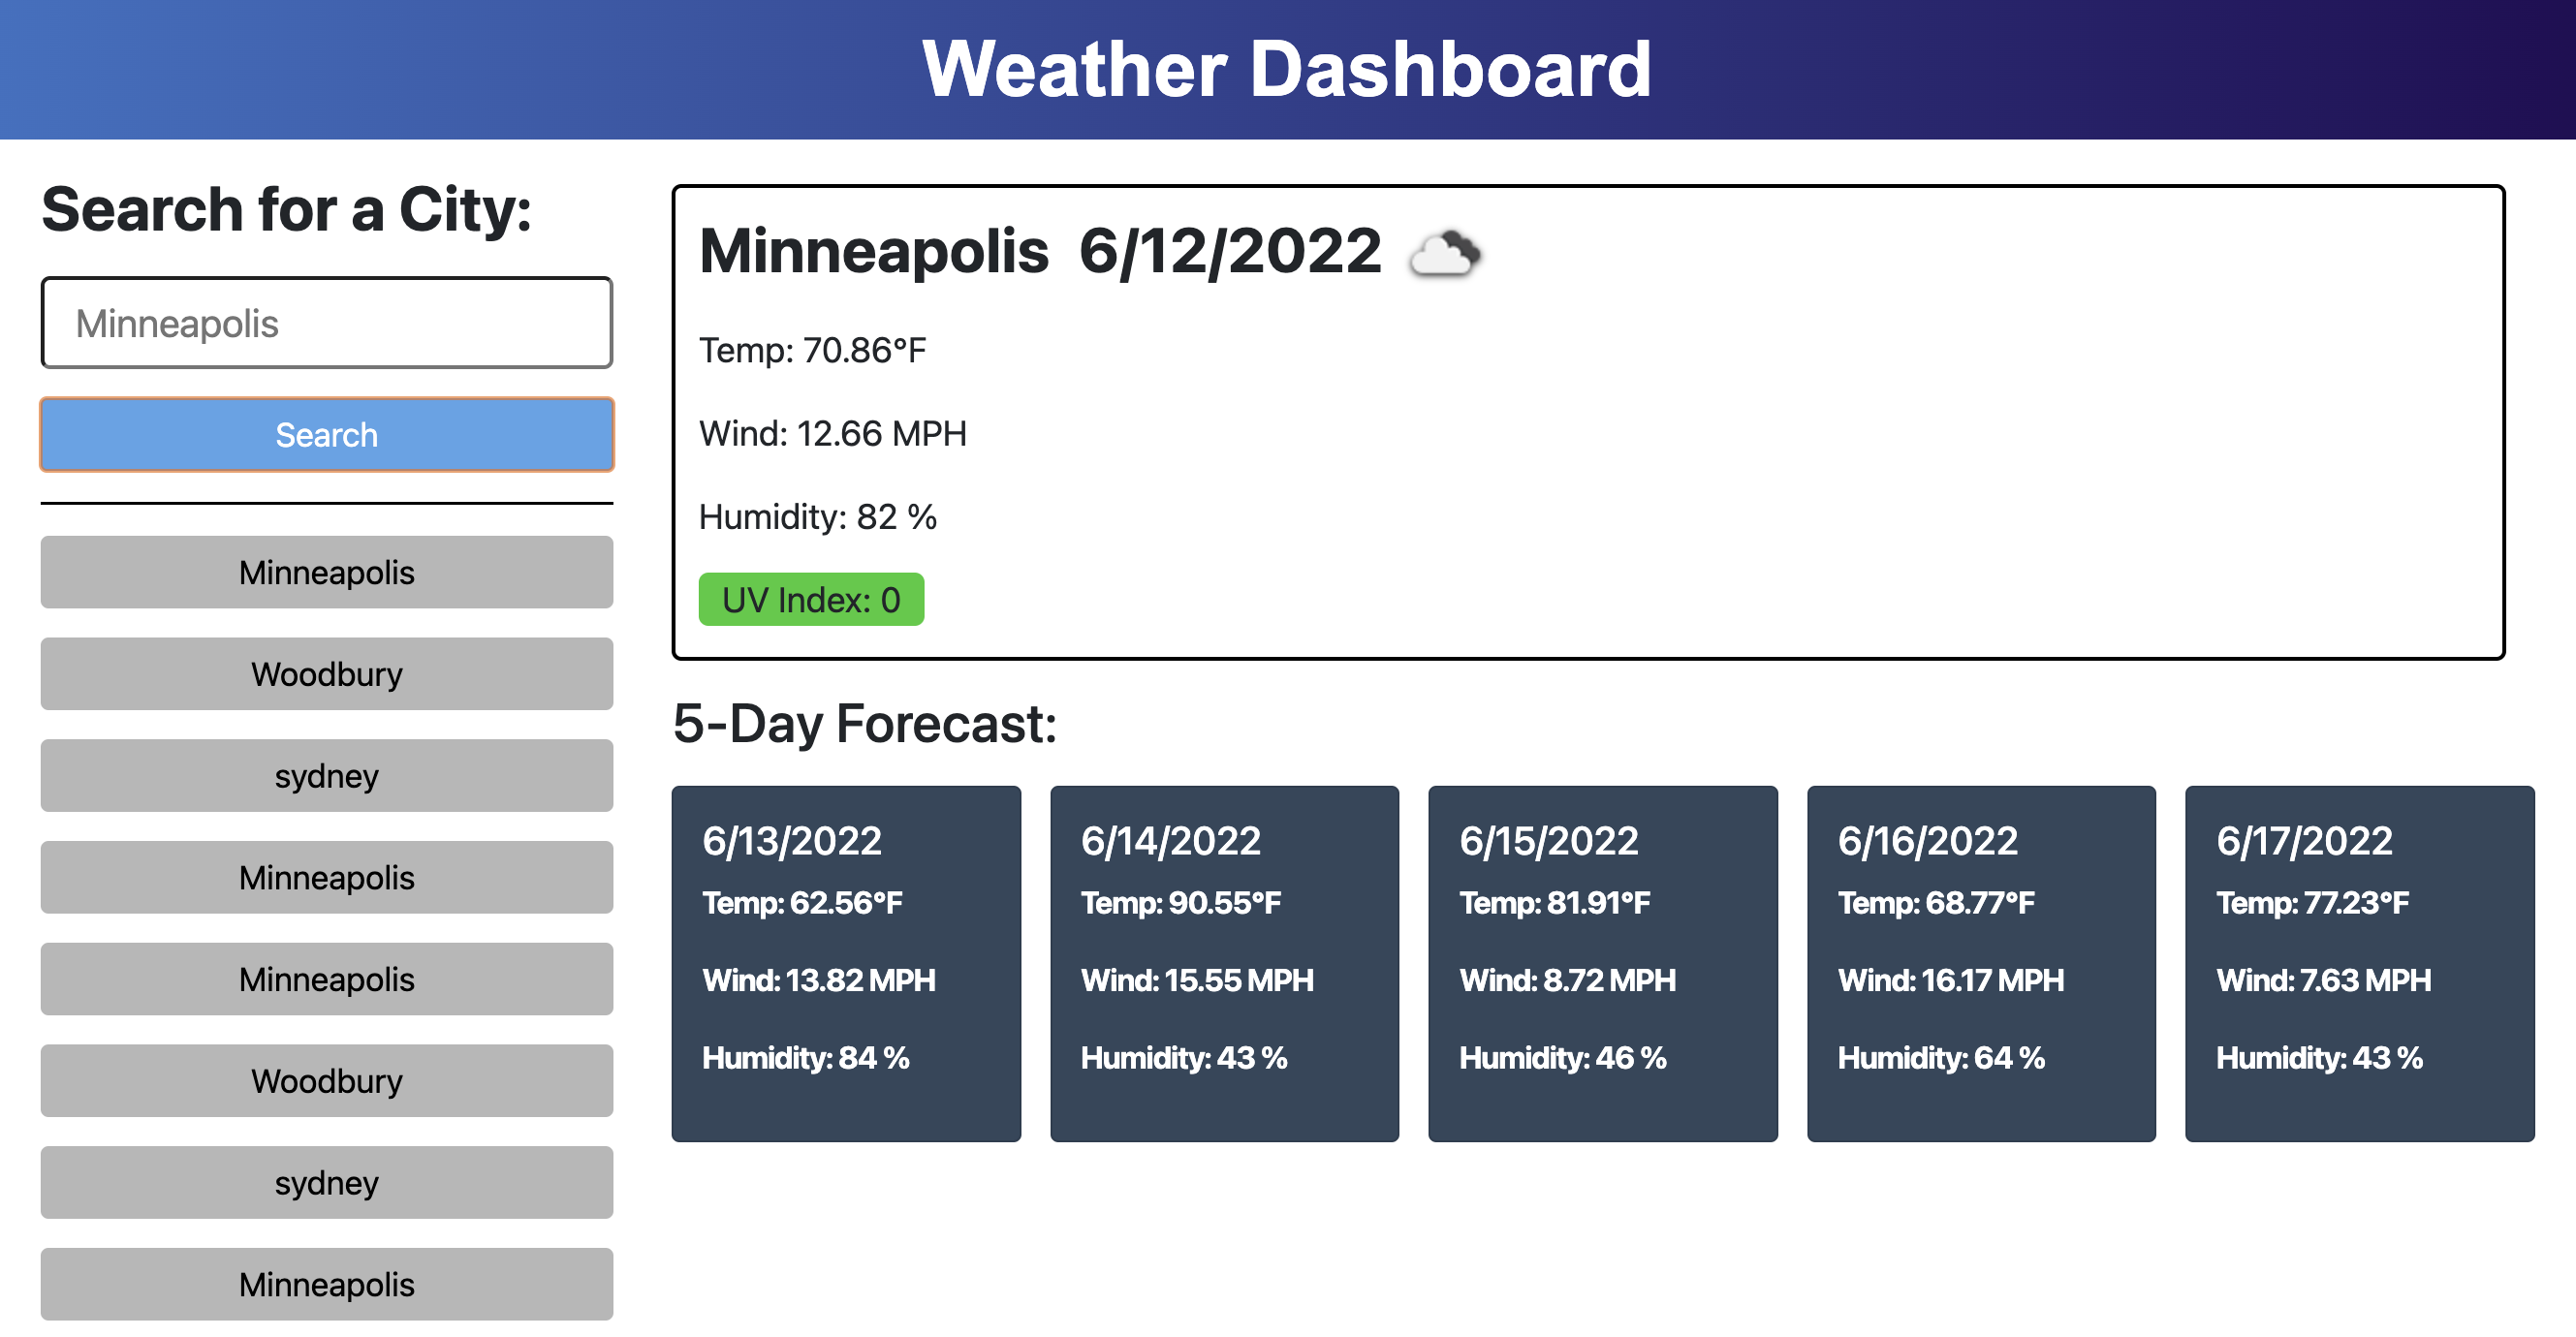 Weather Dashboard
Search for a City:
Minneapolis
Search
Minneapolis
Woodbury
sydney
Minneapolis
Minneapolis
Woodbury
sydney
Minneapolis
Minneapolis 6/12/2022
Temp: 70.86°F
Wind: 12.66 MPH
Humidity: 82 %
UV Index: 0
5-Day Forecast:
6/13/2022
Temp: 62.56°F
Wind: 13.82 MPH
Humidity: 84 %
6/14/2022
Temp: 90.55°F
Wind: 15.55 MPH
Humidity: 43 %
6/15/2022
Temp: 81.91°F
Wind: 8.72 MPH
Humidity: 46 %
6/16/2022
Temp: 68.77°F
Wind: 16.17 MPH
Humidity: 64 %
6/17/2022
Temp: 77.23°F
Wind: 7.63 MPH
Humidity: 43 %